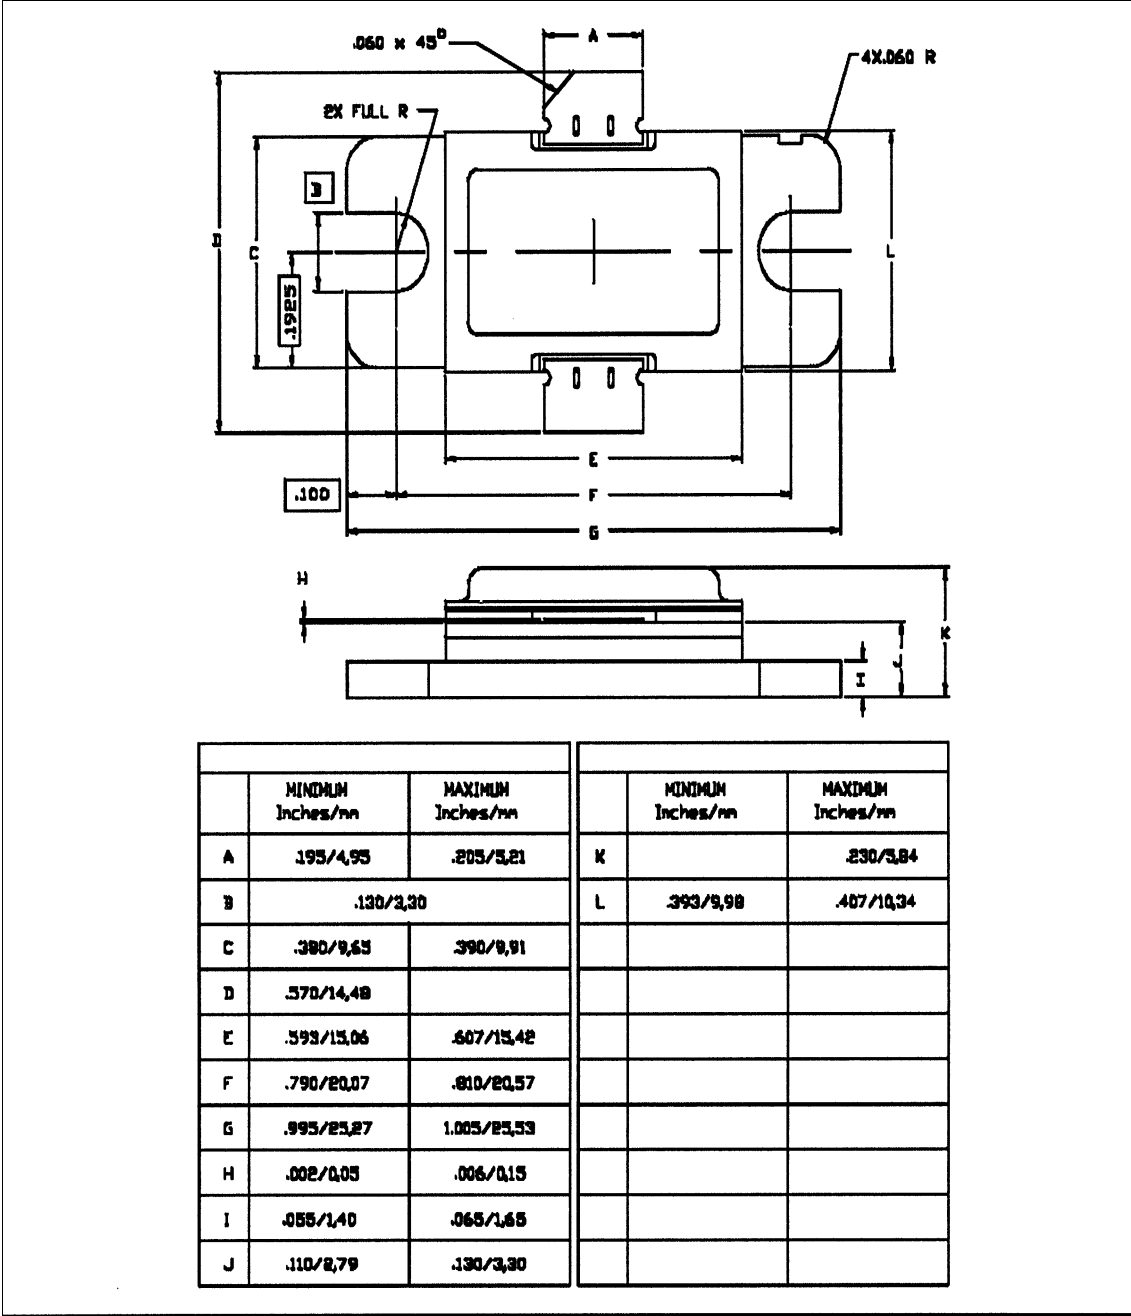 .060 x 45°
A
4X.060 R
2X FULL R
B
D
C
L
.1925
E
.100
F
G
H
K
J
I
MINIMUM Inches/mm MAXIMUM Inches/mm
A .195/4,95 .205/5,21
B .130/3,30
C .380/9,65 .390/9,91
D .570/14,48
E .593/15,06 .607/15,42
F .790/20,07 .810/20,57
G .995/25,27 1.005/25,53
H .002/0,05 .006/0,15
I .055/1,40 .065/1,65
J .110/2,79 .130/3,30
MINIMUM Inches/mm MAXIMUM Inches/mm
K .230/5,84
L .393/9,98 .407/10,34